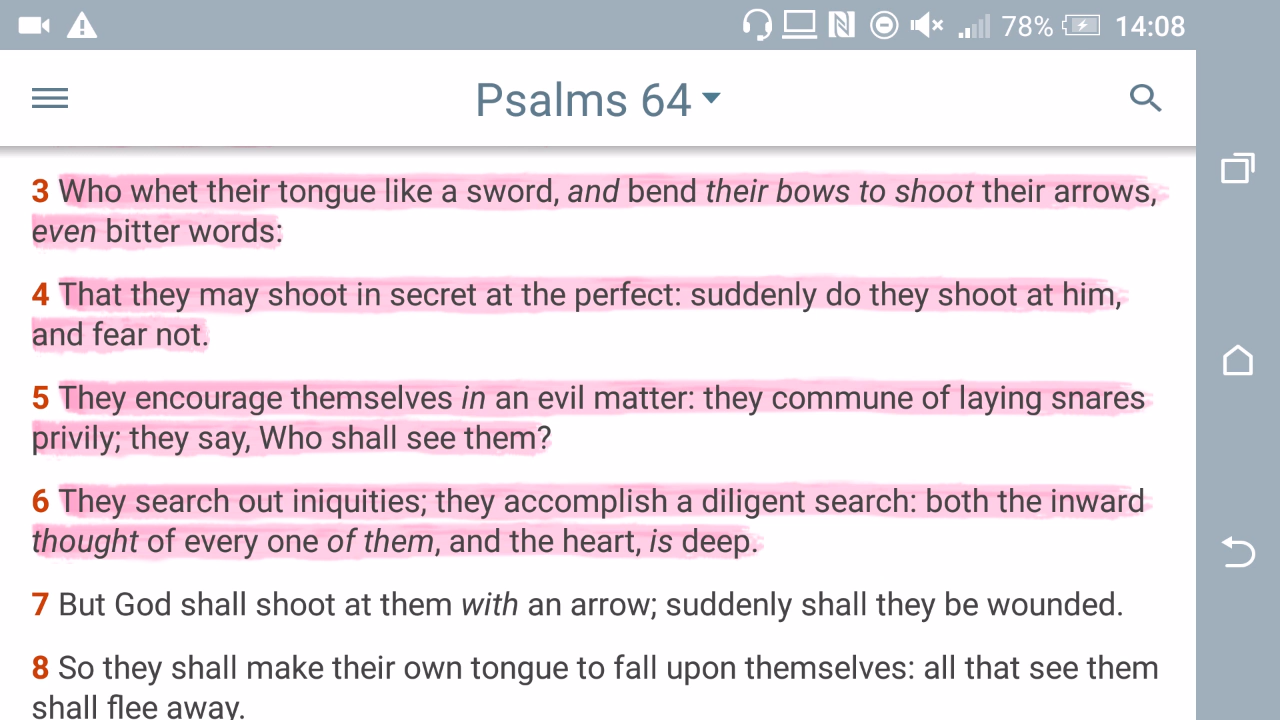 78% 14:08
Psalms 64
3 Who whet their tongue like a sword, and bend their bows to shoot their arrows,
even bitter words:
4 That they may shoot in secret at the perfect: suddenly do they shoot at him,
and fear not.
5 They encourage themselves in an evil matter: they commune of laying snares
privily; they say, Who shall see them?
6 They search out iniquities; they accomplish a diligent search: both the inward
thought of every one of them, and the heart, is deep.
7 But God shall shoot at them with an arrow; suddenly shall they be wounded.
8 So they shall make their own tongue to fall upon themselves: all that see them
shall flee away.